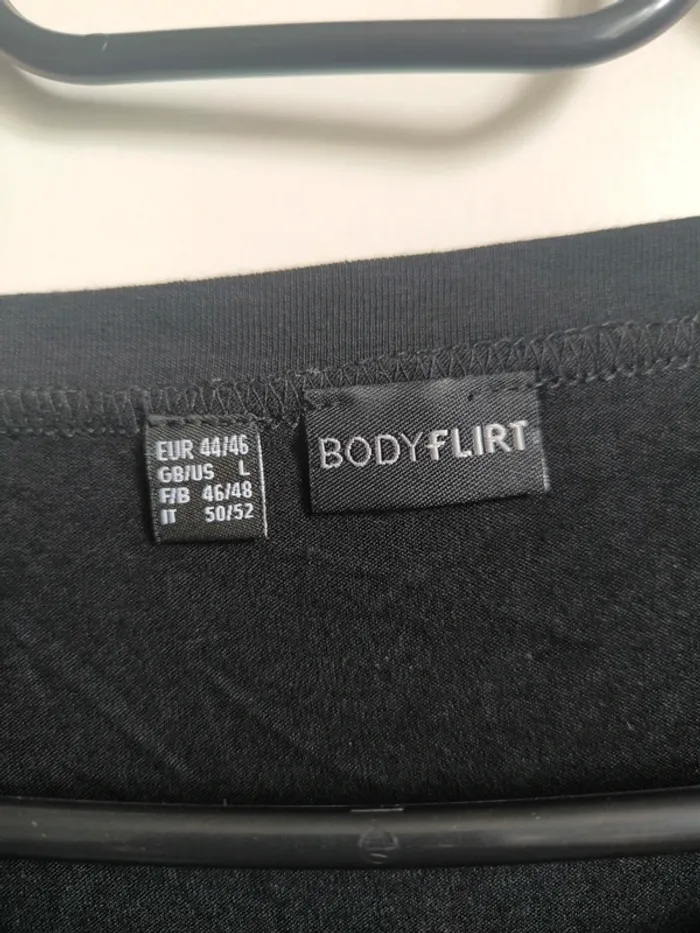 EUR 44/46
GB/US L
F/B 46/48
IT 50/52
BODYFLIRT